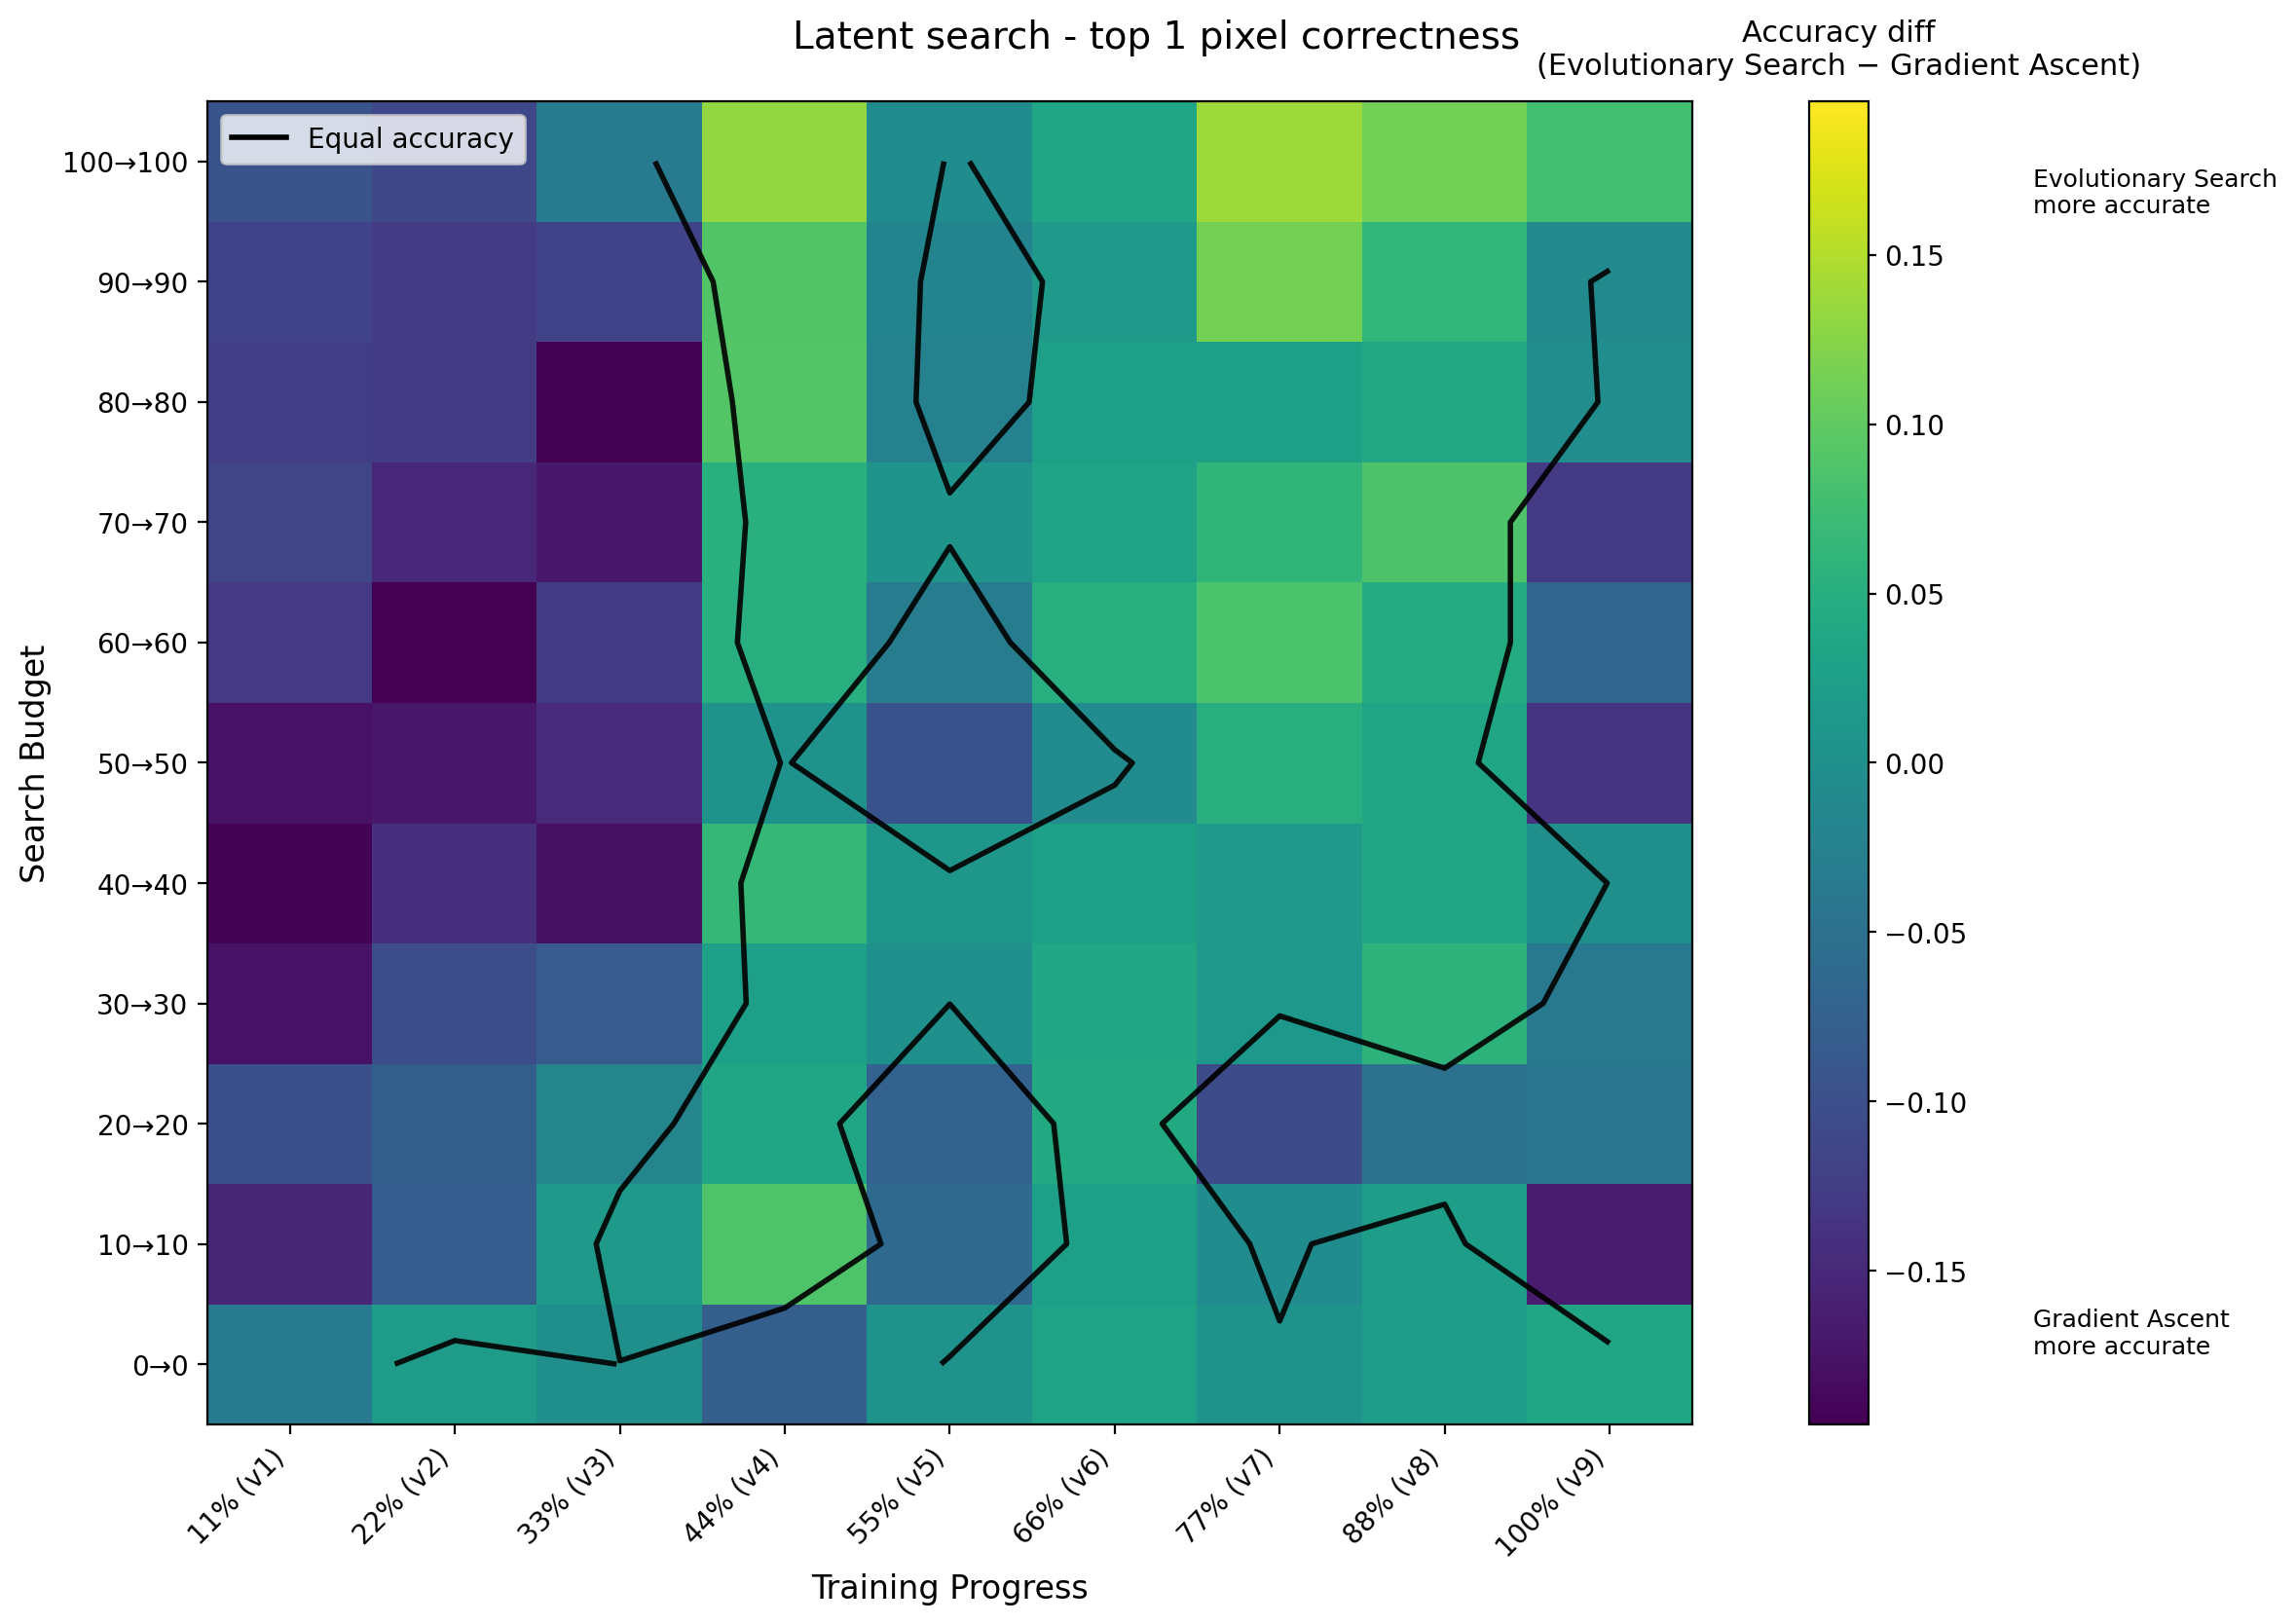 Latent search - top 1 pixel correctness
Accuracy diff
(Evolutionary Search − Gradient Ascent)
Equal accuracy
Search Budget
100→100
90→90
80→80
70→70
60→60
50→50
40→40
30→30
20→20
10→10
0→0
11% (v1)
22% (v2)
33% (v3)
44% (v4)
55% (v5)
66% (v6)
77% (v7)
88% (v8)
100% (v9)
Training Progress
0.15
0.10
0.05
0.00
−0.05
−0.10
−0.15
Evolutionary Search
more accurate
Gradient Ascent
more accurate